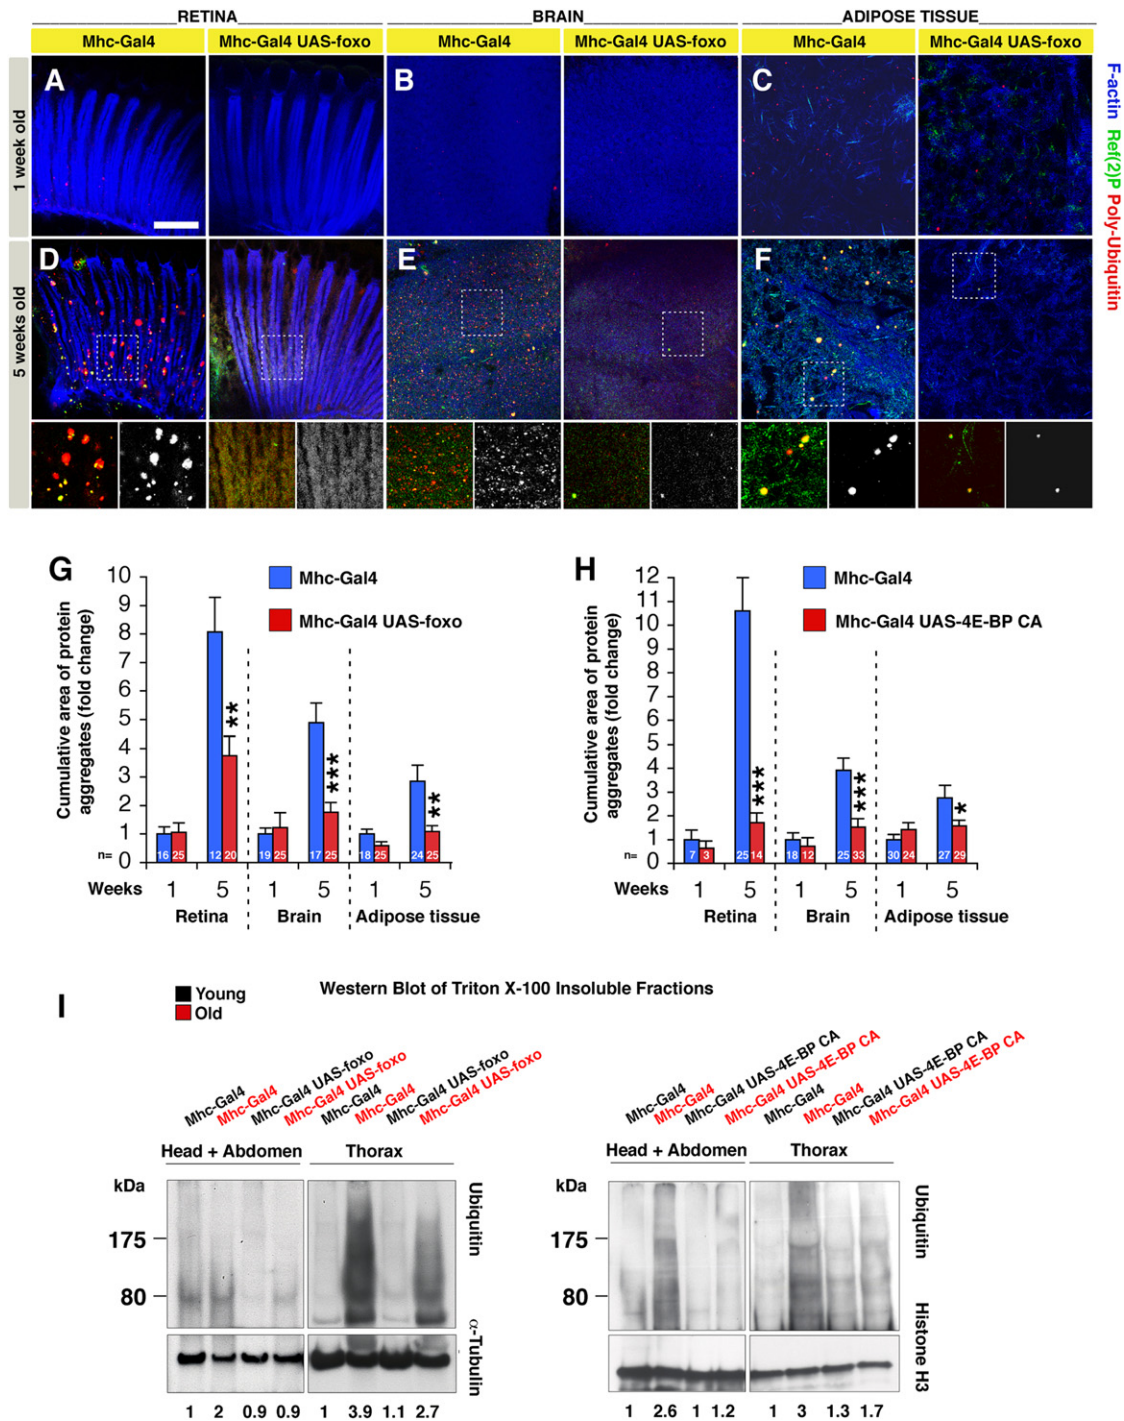 RETINA BRAIN ADIPOSE TISSUE
Mhc-Gal4 Mhc-Gal4 UAS-foxo Mhc-Gal4 Mhc-Gal4 UAS-foxo Mhc-Gal4 Mhc-Gal4 UAS-foxo
1 week old
A B C
F-actin Ref(2)P Poly-Ubiquitin
5 weeks old
D E F
G
Cumulative area of protein
aggregates (fold change)
10
9
8
7
6
5
4
3
2
1
0
Mhc-Gal4
Mhc-Gal4 UAS-foxo
** *** **
n= 16 25 12 20 19 25 17 25 18 25 24 25
Weeks 1 5 1 5 1 5
Retina Brain Adipose tissue
H
Cumulative area of protein
aggregates (fold change)
12
11
10
9
8
7
6
5
4
3
2
1
0
Mhc-Gal4
Mhc-Gal4 UAS-4E-BP CA
*** *** *
n= 7 3 25 14 18 12 25 33 30 24 27 29
Weeks 1 5 1 5 1 5
Retina Brain Adipose tissue
I
Young
Old
Western Blot of Triton X-100 Insoluble Fractions
Mhc-Gal4
Mhc-Gal4
Mhc-Gal4 UAS-foxo
Mhc-Gal4 UAS-foxo
Mhc-Gal4
Mhc-Gal4
Mhc-Gal4 UAS-foxo
Mhc-Gal4 UAS-foxo
Head + Abdomen Thorax
kDa
175
80
Ubiquitin
α-Tubulin
1 2 0.9 0.9 1 3.9 1.1 2.7
Mhc-Gal4
Mhc-Gal4
Mhc-Gal4 UAS-4E-BP CA
Mhc-Gal4 UAS-4E-BP CA
Mhc-Gal4
Mhc-Gal4
Mhc-Gal4 UAS-4E-BP CA
Mhc-Gal4 UAS-4E-BP CA
Head + Abdomen Thorax
kDa
175
80
Ubiquitin
Histone H3
1 2.6 1 1.2 1 3 1.3 1.7